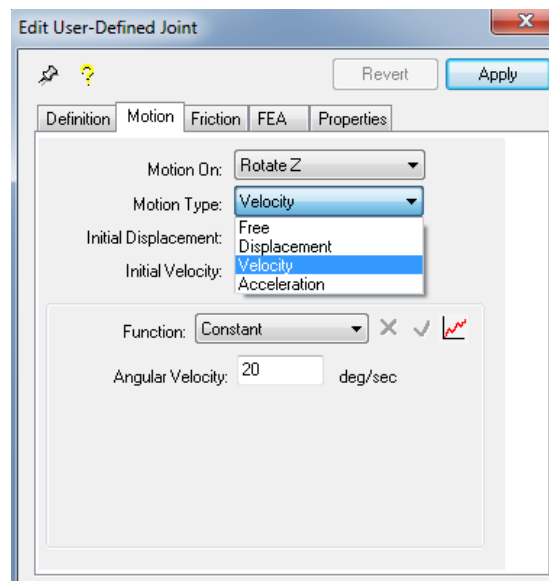 Edit User-Defined Joint
x
? Revert Apply
Definition Motion Friction FEA Properties
Motion On: Rotate Z
Motion Type: Velocity
Free
Initial Displacement: Displacement
Velocity
Initial Velocity: Acceleration
Function: Constant
Angular Velocity: 20 deg/sec